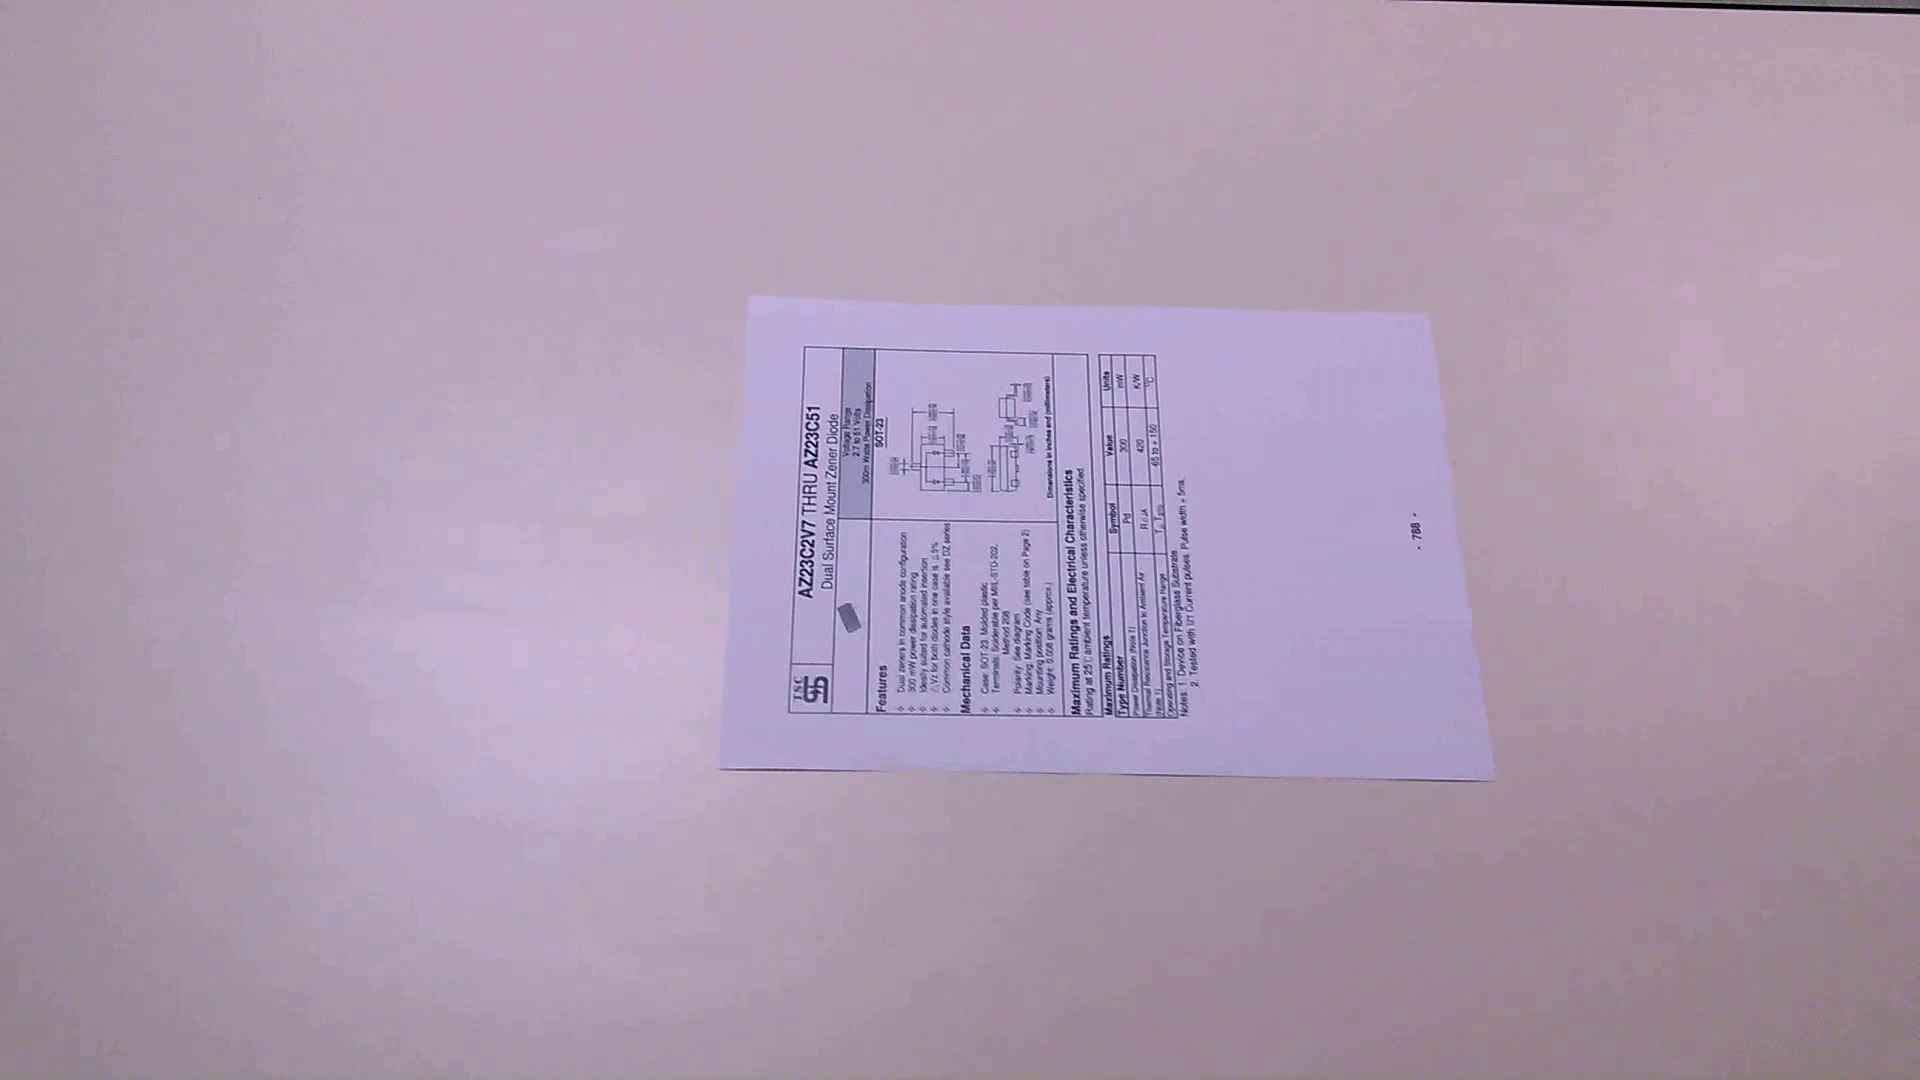 TSC
AZ23C2V7 THRU AZ23C51
Dual Surface Mount Zener Diode
Voltage Range
2.7 to 51 Volts
300m Watts Power Dissipation
SOT-23
Features
Dual zeners in common anode configuration
300 mW power dissipation rating
Ideally suited for automated insertion
△Vz for both diodes in one case is ≤5%
Common cathode style available see DZ series
Mechanical Data
Case: SOT-23, Molded plastic
Terminals: Solderable per MIL-STD-202,
Method 208
Polarity: See diagram
Marking: Marking Code (see table on Page 2)
Mounting position: Any
Weight: 0.008 grams (approx.)
Dimensions in inches and (millimeters)
Maximum Ratings and Electrical Characteristics
Rating at 25℃ ambient temperature unless otherwise specified
Maximum Ratings
Type Number Symbol Value Units
Power Dissipation (Note 1) Pd 300 mW
Thermal Resistance Junction to Ambient Air
(Note 1) RθJA 420 K/W
Operating and Storage Temperature Range 65 to + 150 °C
Notes: 1. Device on Fiberglass Substrate.
2. Tested with Current pulses. Pulse width = 5ms.
- 788 -